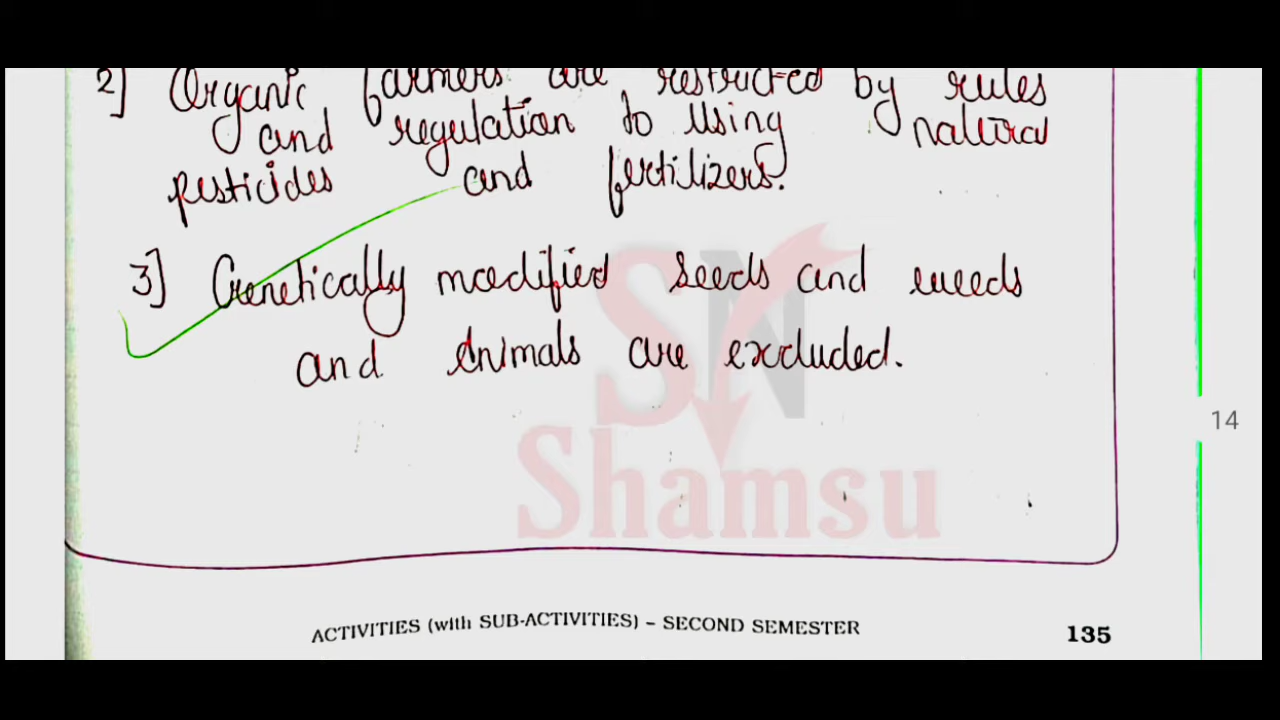 2] Organic farmers are restricted by rules
and regulation to using natural
pesticides and fertilizers.
3] Genetically modified seeds and weeds
and Animals are excluded.
SN
Shamsu
14
ACTIVITIES (with SUB-ACTIVITIES) – SECOND SEMESTER
135